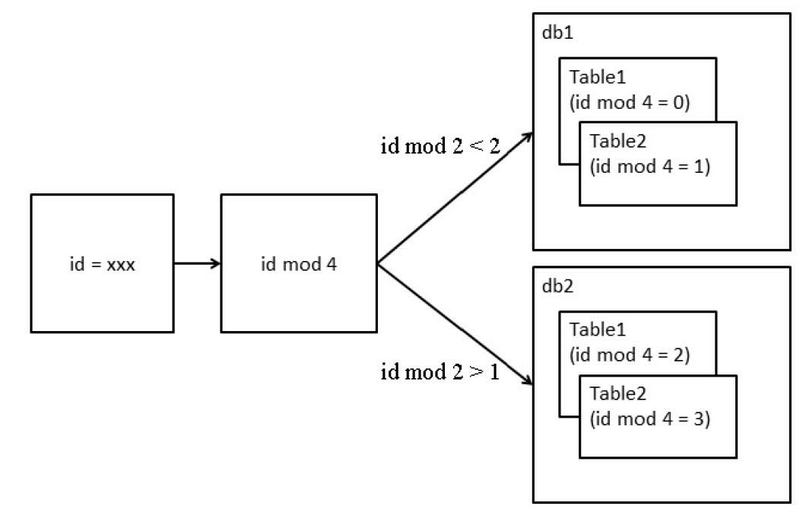 id = xxx
id mod 4
id mod 2 < 2
id mod 2 > 1
db1
Table1
(id mod 4 = 0)
Table2
(id mod 4 = 1)
db2
Table1
(id mod 4 = 2)
Table2
(id mod 4 = 3)